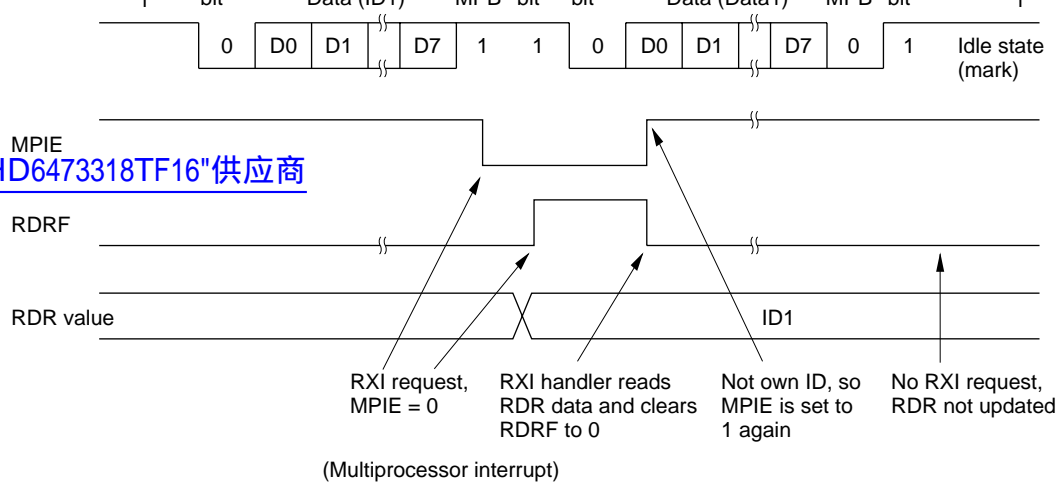 bit Data (ID1) MPB bit bit Data (Data1) MPB bit
0 D0 D1 D7 1 1 0 D0 D1 D7 0 1 Idle state
(mark)
MPIE
HD6473318TF16"供应商
RDRF
RDR value ID1
RXI request,
MPIE = 0
RXI handler reads
RDR data and clears
RDRF to 0
Not own ID, so
MPIE is set to
1 again
No RXI request,
RDR not updated
(Multiprocessor interrupt)